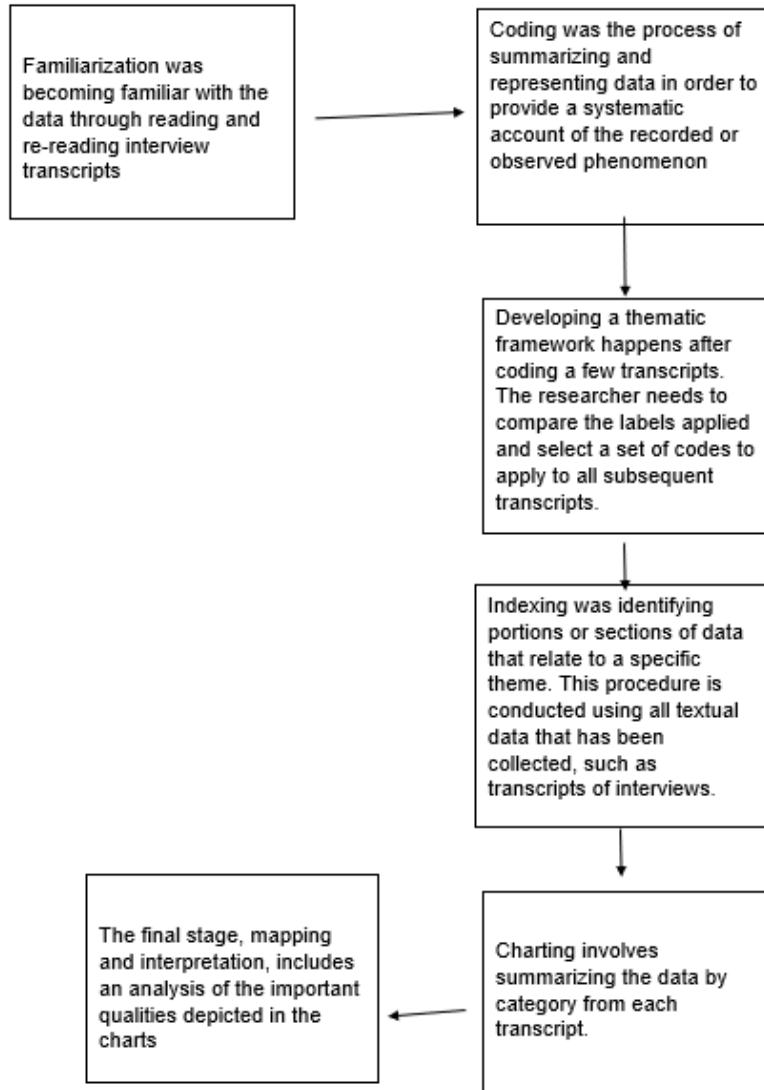 Familiarization was
becoming familiar with the
data through reading and
re-reading interview
transcripts
Coding was the process of
summarizing and
representing data in order to
provide a systematic
account of the recorded or
observed phenomenon
Developing a thematic
framework happens after
coding a few transcripts.
The researcher needs to
compare the labels applied
and select a set of codes to
apply to all subsequent
transcripts.
Indexing was identifying
portions or sections of data
that relate to a specific
theme. This procedure is
conducted using all textual
data that has been
collected, such as
transcripts of interviews.
Charting involves
summarizing the data by
category from each
transcript.
The final stage, mapping
and interpretation, includes
an analysis of the important
qualities depicted in the
charts